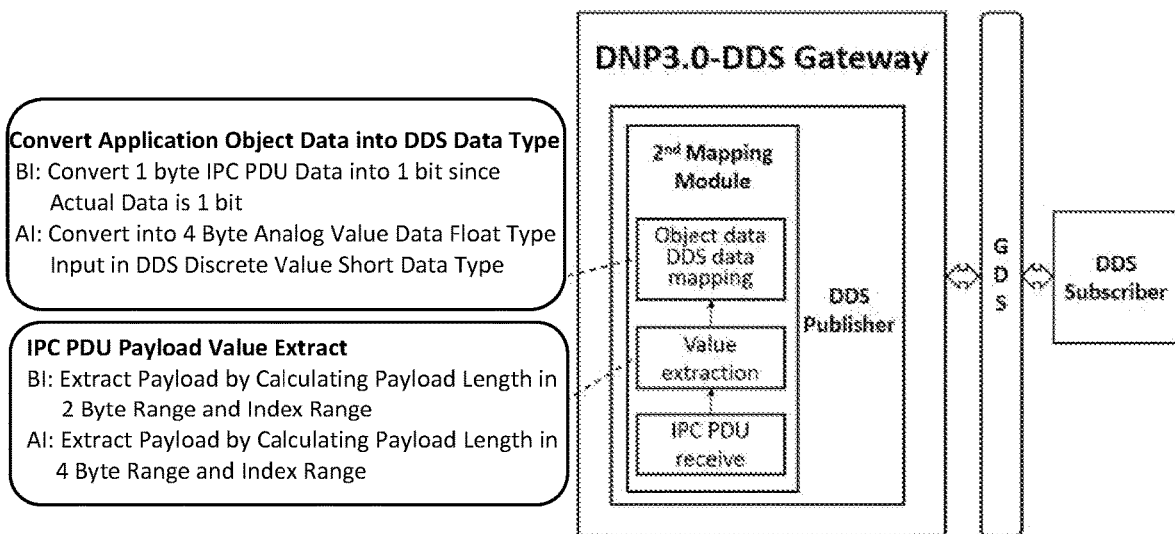 DNP3.0-DDS Gateway
Convert Application Object Data into DDS Data Type
BI: Convert 1 byte IPC PDU Data into 1 bit since
Actual Data is 1 bit
AI: Convert into 4 Byte Analog Value Data Float Type
Input in DDS Discrete Value Short Data Type
IPC PDU Payload Value Extract
BI: Extract Payload by Calculating Payload Length in
2 Byte Range and Index Range
AI: Extract Payload by Calculating Payload Length in
4 Byte Range and Index Range
2nd Mapping
Module
Object data
DDS data
mapping
Value
extraction
IPC PDU
receive
DDS
Publisher
G
D
S
DDS
Subscriber